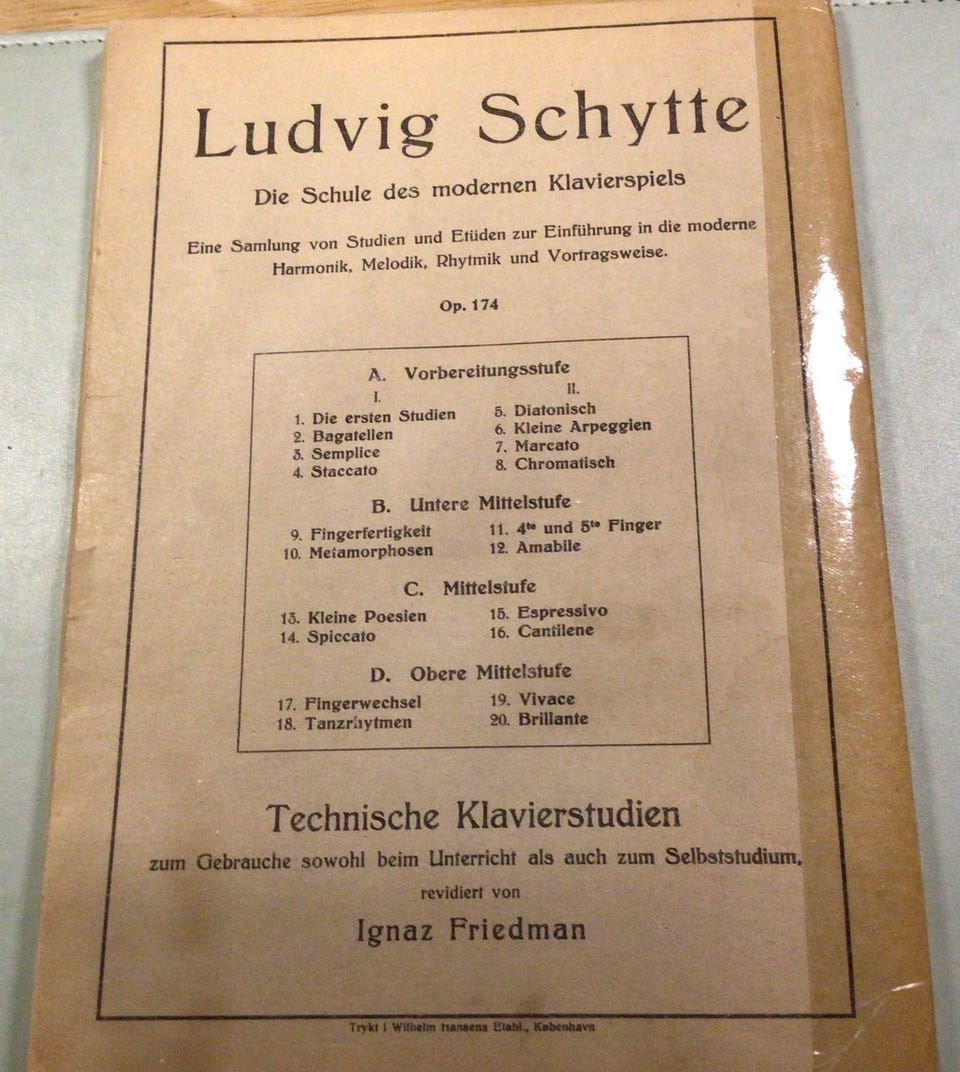 Ludvig Schytte
Die Schule des modernen Klavierspiels
Eine Samlung von Studien und Etüden zur Einführung in die moderne
Harmonik, Melodik, Rhytmik und Vortragsweise.
Op. 174
A. Vorbereitungsstufe
I.
1. Die ersten Studien
2. Bagatellen
3. Semplice
4. Staccato
II.
5. Diatonisch
6. Kleine Arpeggien
7. Marcato
8. Chromatisch
B. Untere Mittelstufe
9. Fingerfertigkeit
10. Metamorphosen
11. 4te und 5te Finger
12. Amabile
C. Mittelstufe
13. Kleine Poesien
14. Spiccato
15. Espressivo
16. Cantilene
D. Obere Mittelstufe
17. Fingerwechsel
18. Tanzrhytmen
19. Vivace
20. Brillante
Technische Klavierstudien
zum Gebrauche sowohl beim Unterricht als auch zum Selbststudium,
revidiert von
Ignaz Friedman
Trykt i Wilhelm Hansens Etabl., København